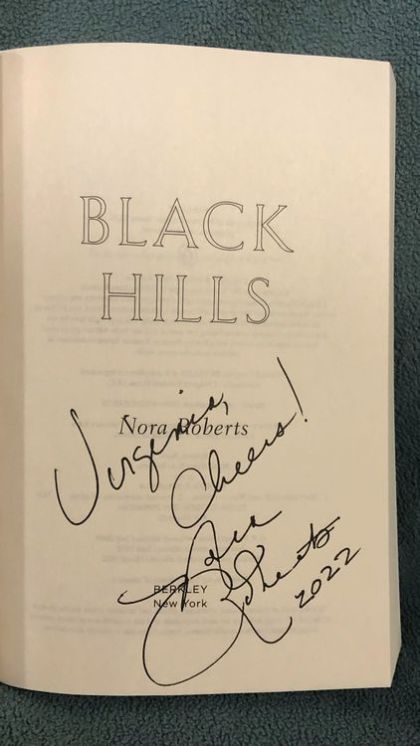 BLACK
HILLS
Virginia,
Nora Roberts
Cheers!
Nora
Roberts
2022
BERKLEY
New York